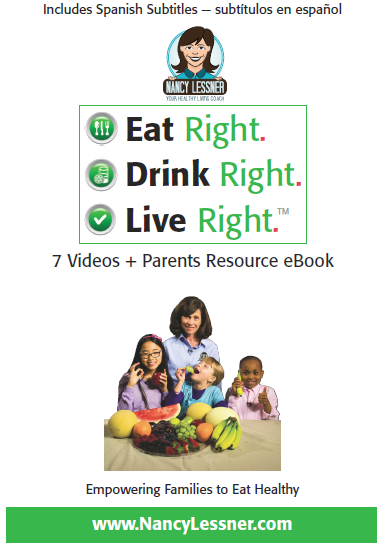 Includes Spanish Subtitles – subtítulos en español
NANCY LESSNER
YOUR HEALTHY LIVING COACH
Eat Right.
Drink Right.
Live Right.™
7 Videos + Parents Resource eBook
Empowering Families to Eat Healthy
www.NancyLessner.com